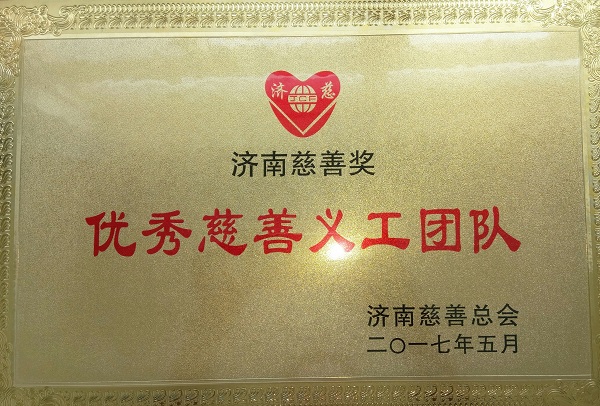 济 慈
JCF
济南慈善奖
优秀慈善义工团队
济南慈善总会
二〇一七年五月